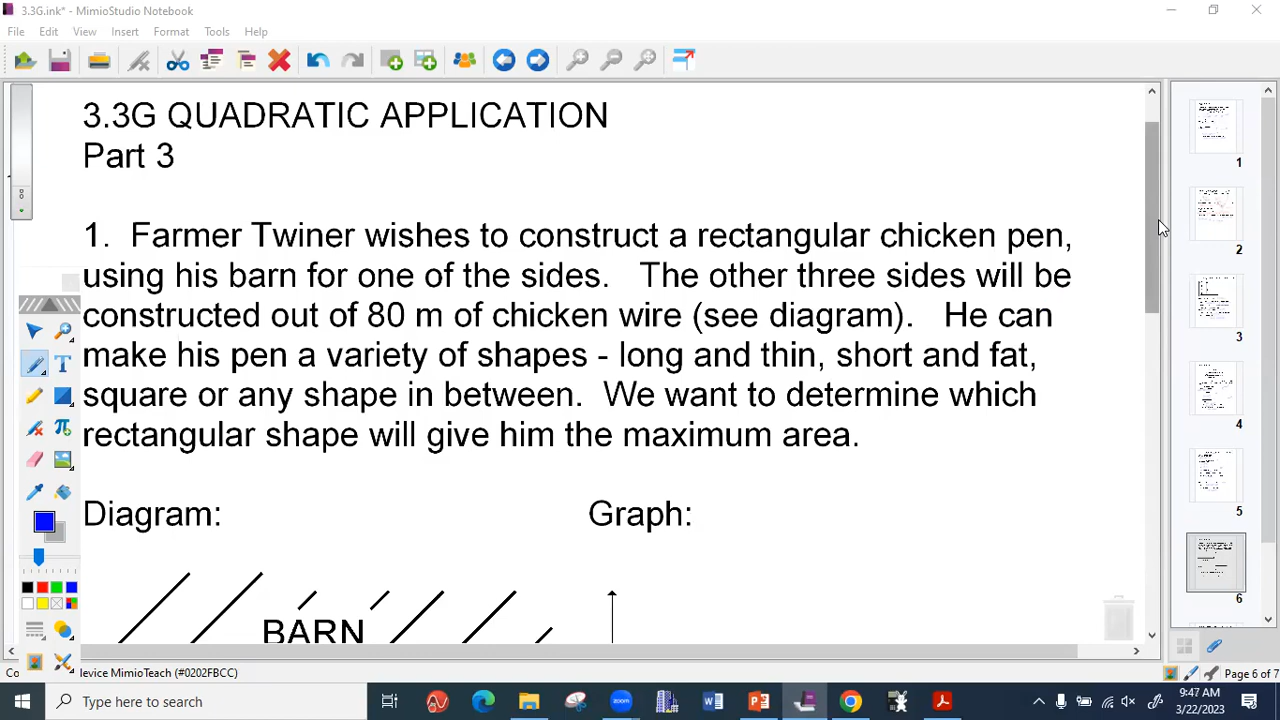 3.3G.ink* - MimioStudio Notebook
File Edit View Insert Format Tools Help
3.3G QUADRATIC APPLICATION
Part 3
1. Farmer Twiner wishes to construct a rectangular chicken pen,
using his barn for one of the sides. The other three sides will be
constructed out of 80 m of chicken wire (see diagram). He can
make his pen a variety of shapes - long and thin, short and fat,
square or any shape in between. We want to determine which
rectangular shape will give him the maximum area.
Diagram: Graph:
BARN
1
2
3
4
5
6
Co evice MimioTeach (#0202FBCC)
Page 6 of 7
Type here to search
zoom
9:47 AM
3/22/2023